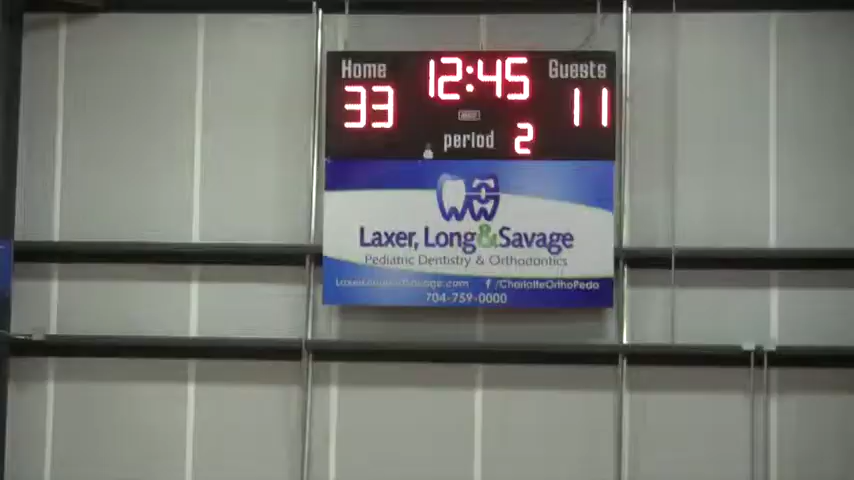 Home 12:45 Guests
33 11
period 2
Laxer, Long & Savage
Pediatric Dentistry & Orthodontics
f /CharlotteOrthoPedo
704-759-0000